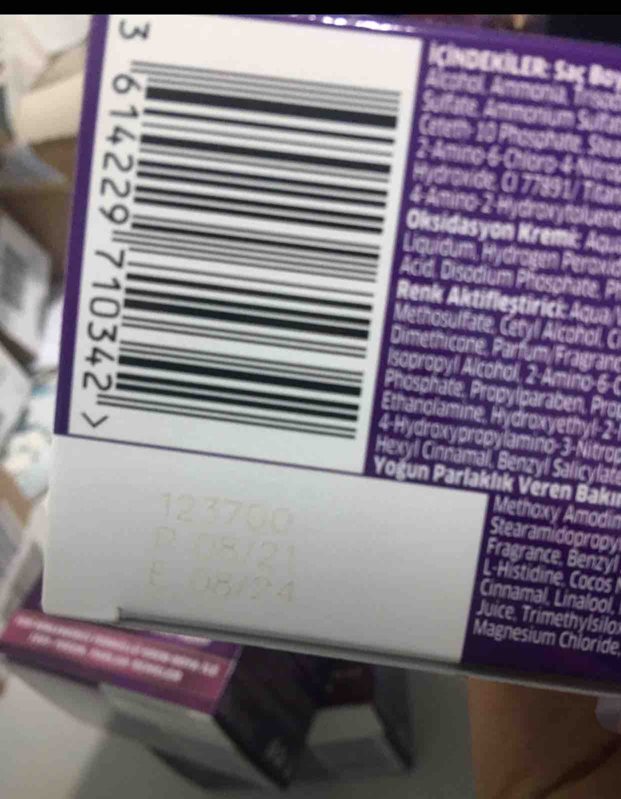 3 614229 710342 >
123700
P 08/21
E 08/24
İÇİNDEKİLER: Saç Boy
Alcohol, Ammonia, Trisod
Sulfate, Ammonium Sulfat
Ceteth-10 Phosphate, Stea
2-Amino-6-Chloro-4-Nitrop
Hydroxide, CI 77891/Titan
4-Amino-2-Hydroxytoluene
Oksidasyon Kremi: Aqua
Liquidum, Hydrogen Peroxid
Acid, Disodium Phosphate, P
Renk Aktifleştirici: Aqua/
Methosulfate, Cetyl Alcohol, C
Dimethicone, Parfum/Fragranc
Isopropyl Alcohol, 2-Amino-6-C
Phosphate, Propylparaben, Prop
Ethanolamine, Hydroxyethyl-2-
4-Hydroxypropylamino-3-Nitrop
Hexyl Cinnamal, Benzyl Salicylate
Yoğun Parlaklık Veren Bakım
Methoxy Amodim
Stearamidopropyl
Fragrance, Benzyl
L-Histidine, Cocos N
Cinnamal, Linalool,
Juice, Trimethylsilox
Magnesium Chloride,